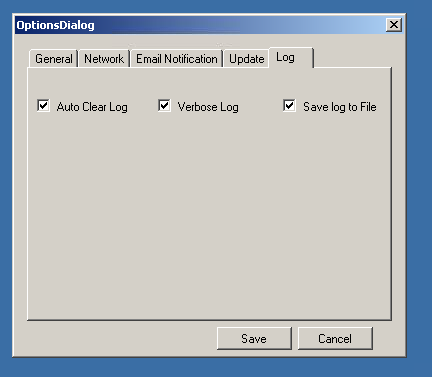 OptionsDialog
General Network Email Notification Update Log
Auto Clear Log Verbose Log Save log to File
Save Cancel